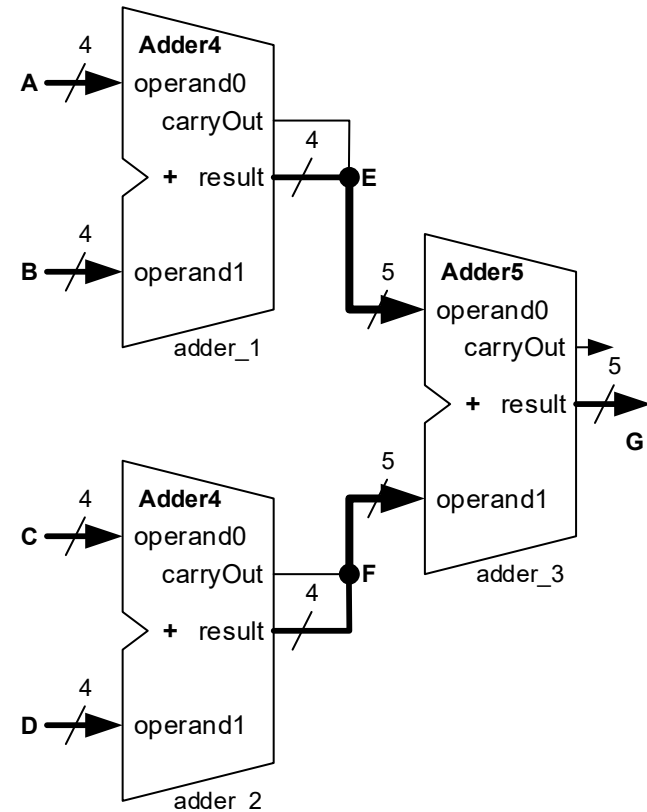 4
Adder4
A
operand0
carryOut
4
+ result
E
4
B
operand1
adder_1
5
Adder5
operand0
carryOut
5
+ result
G
5
operand1
adder_3
4
Adder4
C
operand0
carryOut
F
4
+ result
4
D
operand1
adder_2